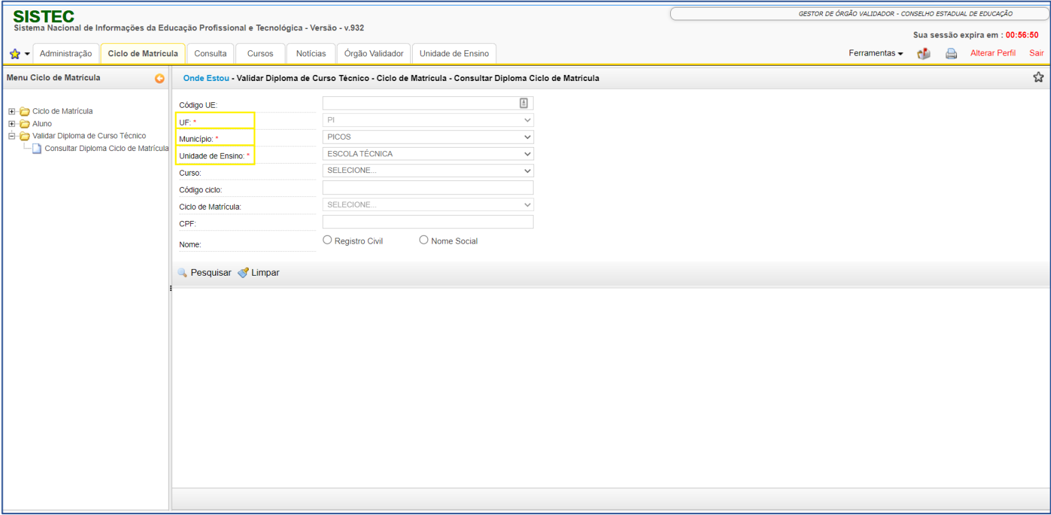 SISTEC
Sistema Nacional de Informações da Educação Profissional e Tecnológica - Versão - v.932
GESTOR DE ÓRGÃO VALIDADOR - CONSELHO ESTADUAL DE EDUCAÇÃO
Sua sessão expira em : 00:56:50
Administração Ciclo de Matrícula Consulta Cursos Notícias Órgão Validador Unidade de Ensino
Ferramentas Alterar Perfil Sair
Menu Ciclo de Matrícula
Onde Estou - Validar Diploma de Curso Técnico - Ciclo de Matrícula - Consultar Diploma Ciclo de Matrícula
Ciclo de Matrícula
Aluno
Validar Diploma de Curso Técnico
Consultar Diploma Ciclo de Matrícula
Código UE:
UF: * PI
Município: * PICOS
Unidade de Ensino: * ESCOLA TÉCNICA
Curso: SELECIONE...
Código ciclo:
Ciclo de Matrícula: SELECIONE...
CPF:
Nome: Registro Civil Nome Social
Pesquisar Limpar